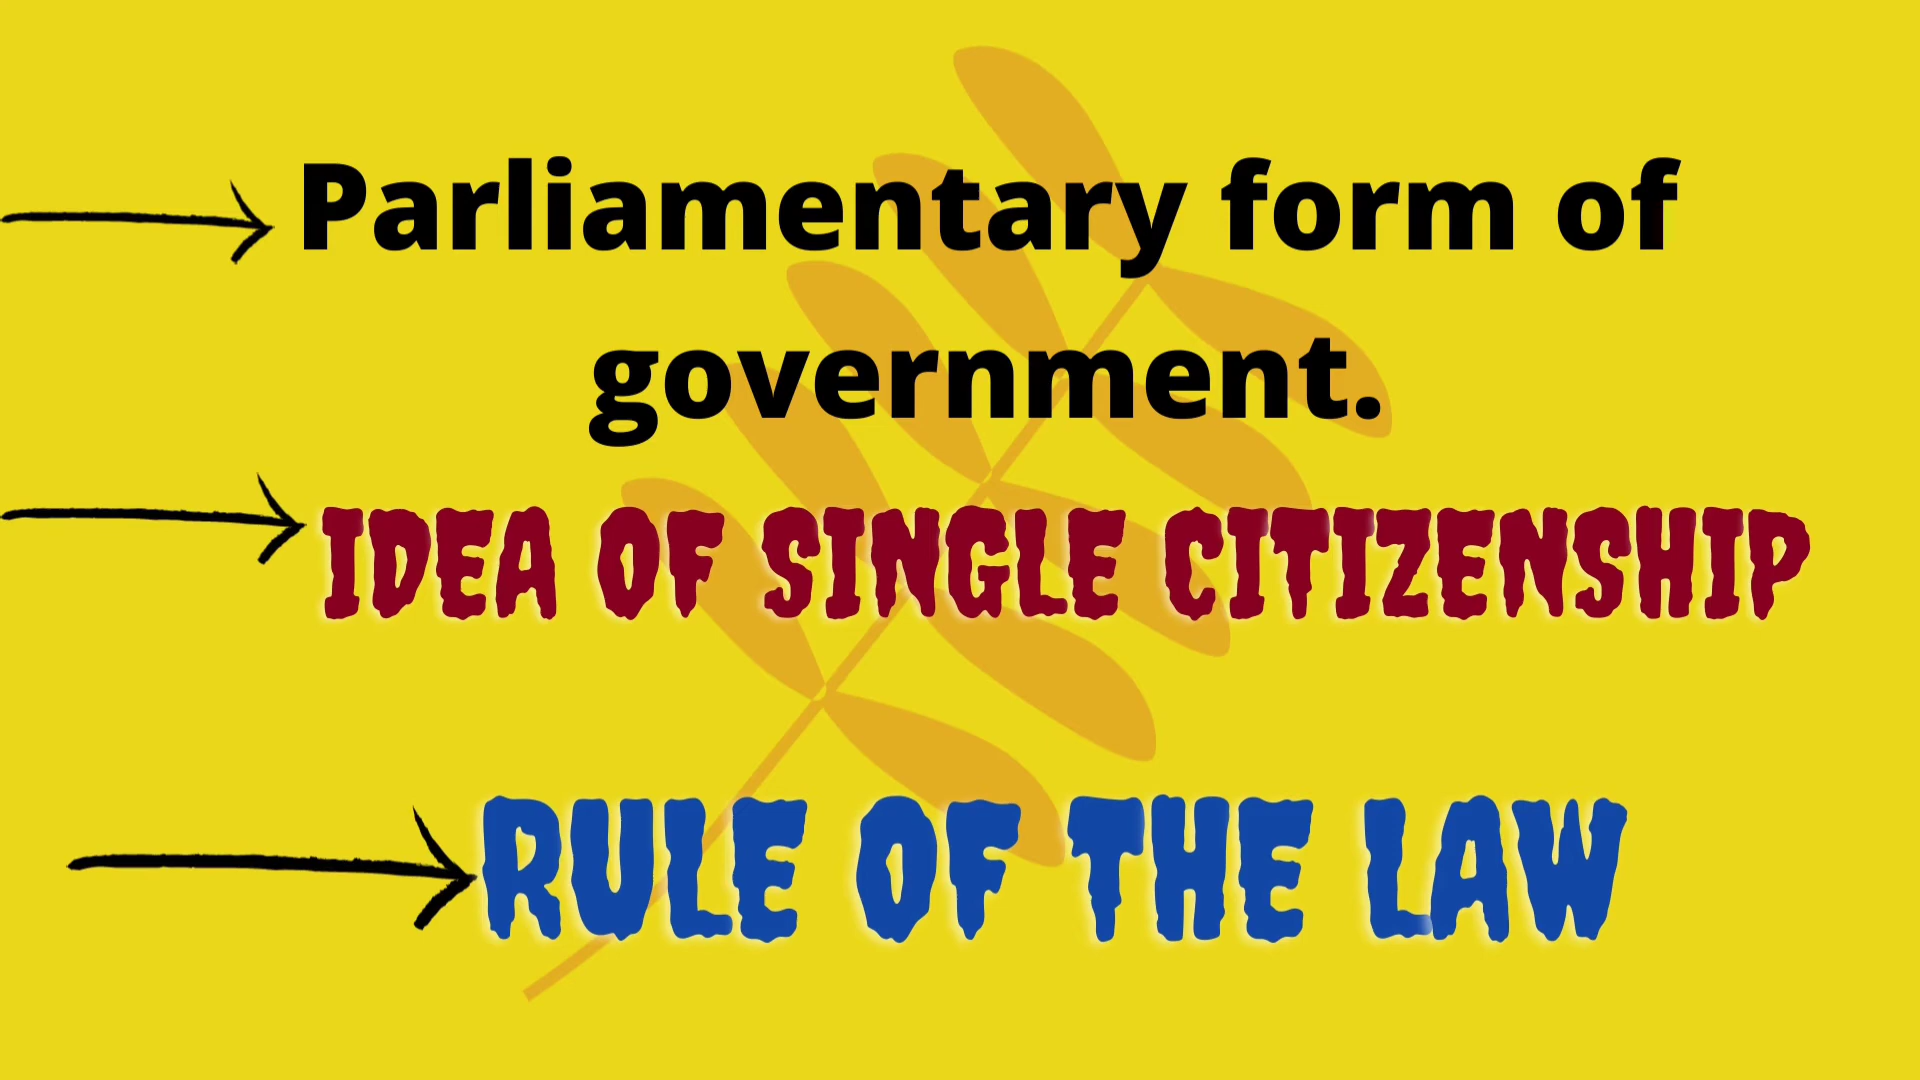 Parliamentary form of
government.
IDEA OF SINGLE CITIZENSHIP
RULE OF THE LAW